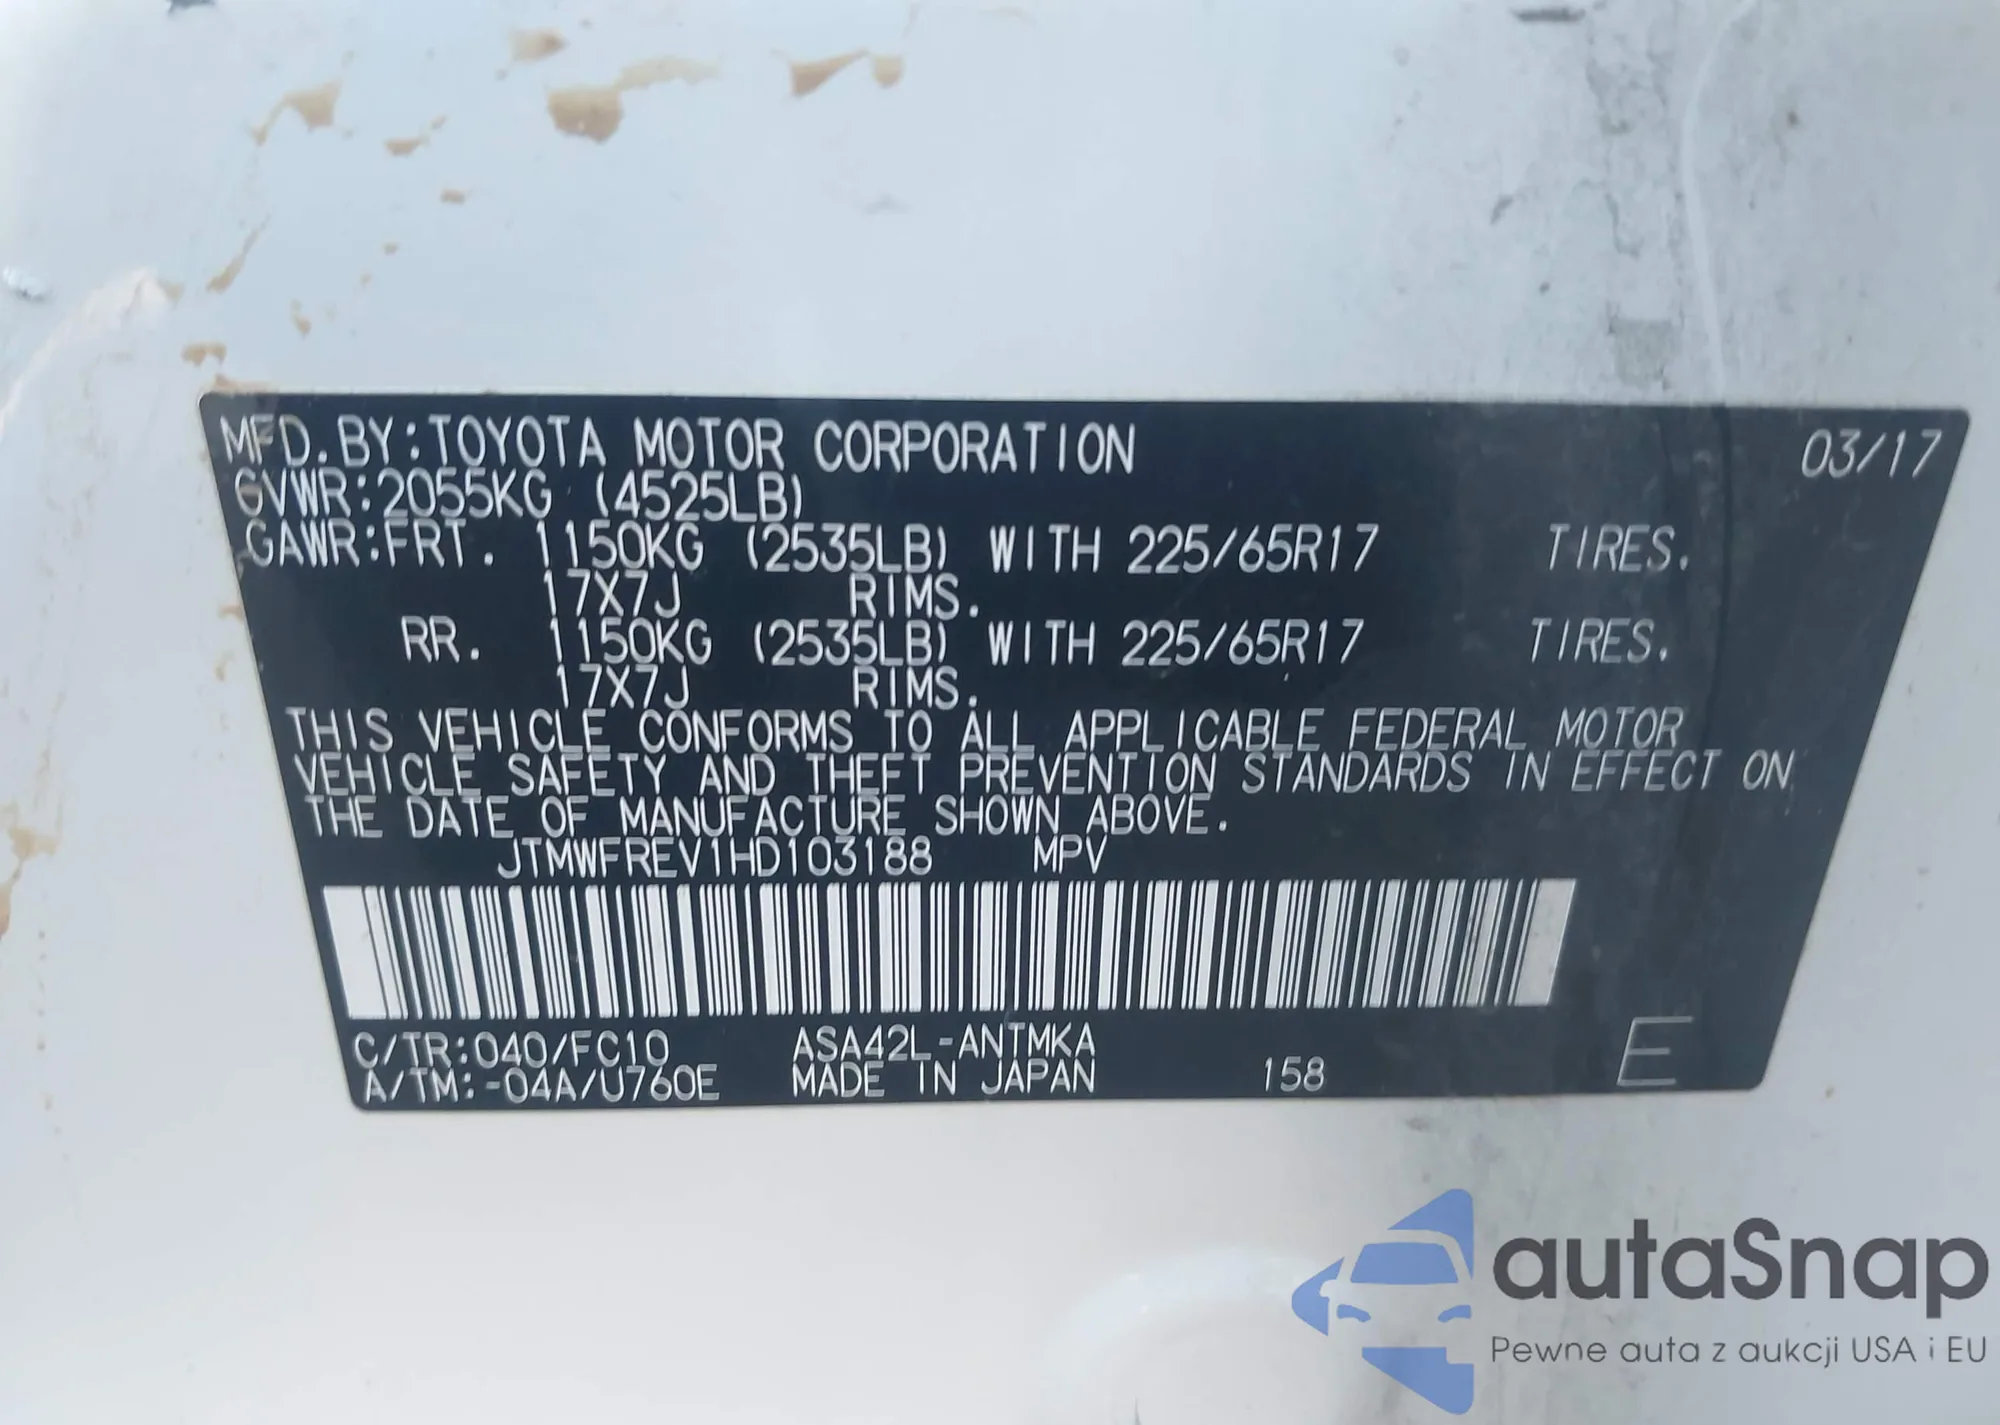 MFD.BY:TOYOTA MOTOR CORPORATION 03/17
GVWR:2055KG (4525LB)
GAWR:FRT. 1150KG (2535LB) WITH 225/65R17 TIRES.
17X7J RIMS.
RR. 1150KG (2535LB) WITH 225/65R17 TIRES.
17X7J RIMS.
THIS VEHICLE CONFORMS TO ALL APPLICABLE FEDERAL MOTOR
VEHICLE SAFETY AND THEFT PREVENTION STANDARDS IN EFFECT ON
THE DATE OF MANUFACTURE SHOWN ABOVE.
JTMWFREV1HD103188 MPV
C/TR:040/FC10 ASA42L-ANTMKA
A/TM:-04A/U760E MADE IN JAPAN 158 E
autaSnap
Pewne auta z aukcji USA i EU